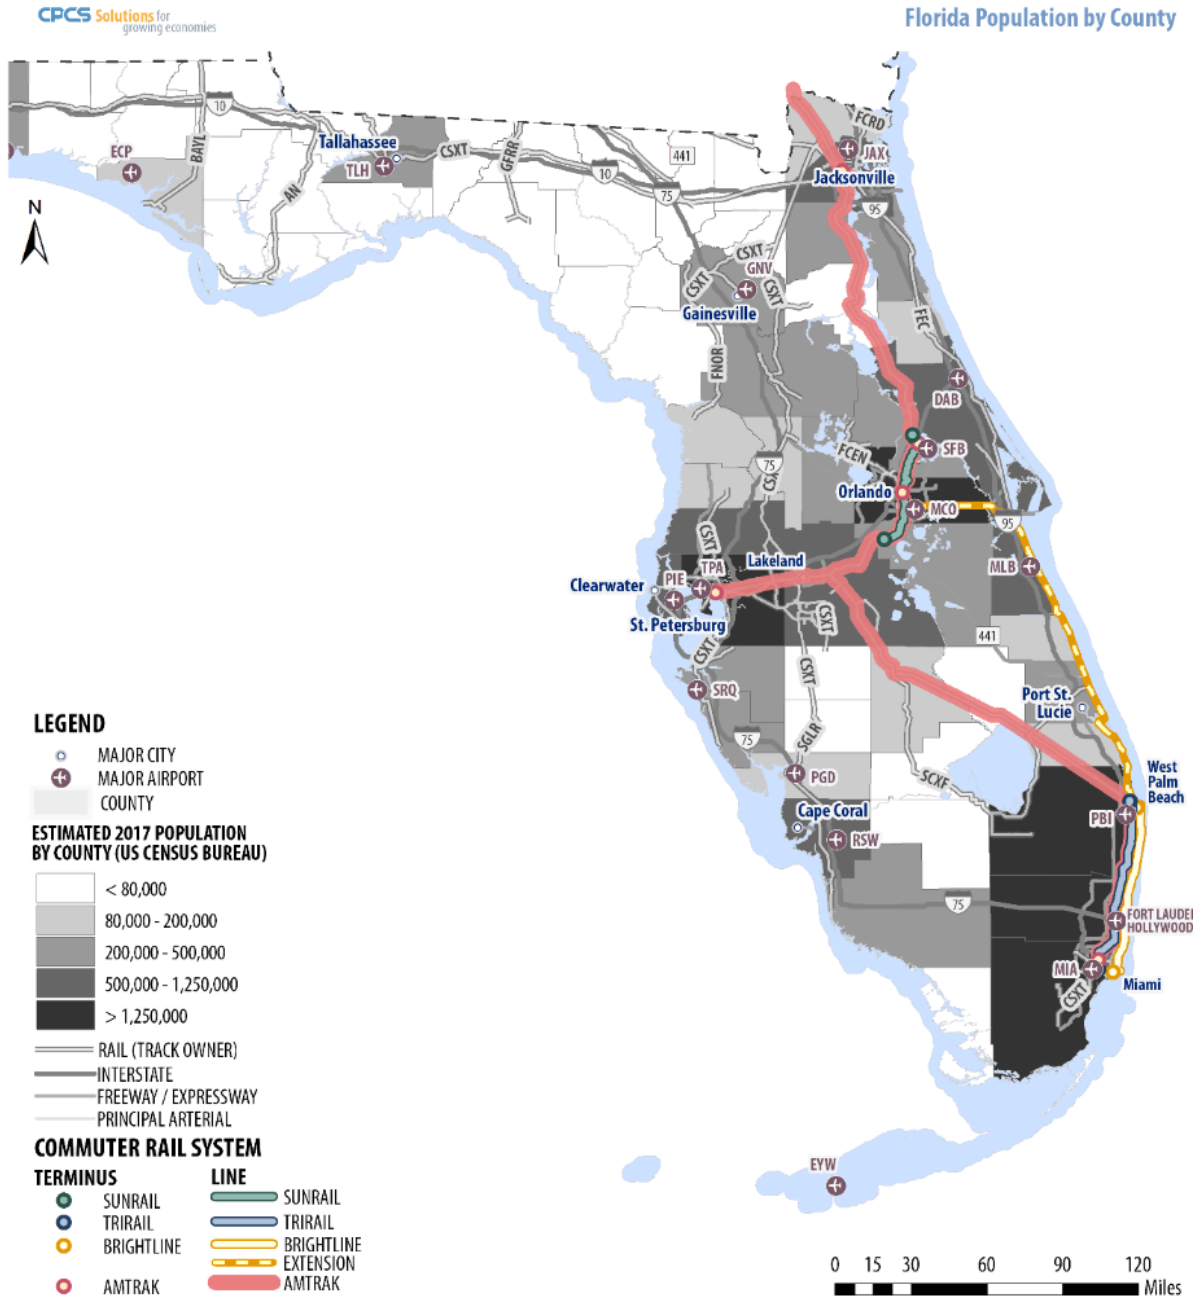 CPCS Solutions for
growing economies
Florida Population by County
10
FCRD
ECP
BAYL
Tallahassee
TLH
CSXT
GFRR
441
10
75
JAX
Jacksonville
95
AN
N
CSXT
GNV
CSXT
CSXT
Gainesville
FEC
FNOR
DAB
FCEN
SFB
75
CSX
Orlando
MCO
95
CSXT
TPA
PIE
Lakeland
MLB
Clearwater
St. Petersburg
CSXT
CSXT
441
CSXT
SRQ
Port St.
Lucie
75
SGLR
PGD
SCXF
West
Palm
Beach
PBI
Cape Coral
RSW
75
FORT LAUDE
HOLLYWOOD
MIA
Miami
CSXT
EYW
LEGEND
MAJOR CITY
MAJOR AIRPORT
COUNTY
ESTIMATED 2017 POPULATION
BY COUNTY (US CENSUS BUREAU)
< 80,000
80,000 - 200,000
200,000 - 500,000
500,000 - 1,250,000
> 1,250,000
RAIL (TRACK OWNER)
INTERSTATE
FREEWAY / EXPRESSWAY
PRINCIPAL ARTERIAL
COMMUTER RAIL SYSTEM
TERMINUS
LINE
SUNRAIL
SUNRAIL
TRIRAIL
TRIRAIL
BRIGHTLINE
BRIGHTLINE
EXTENSION
AMTRAK
AMTRAK
0 15 30 60 90 120
Miles